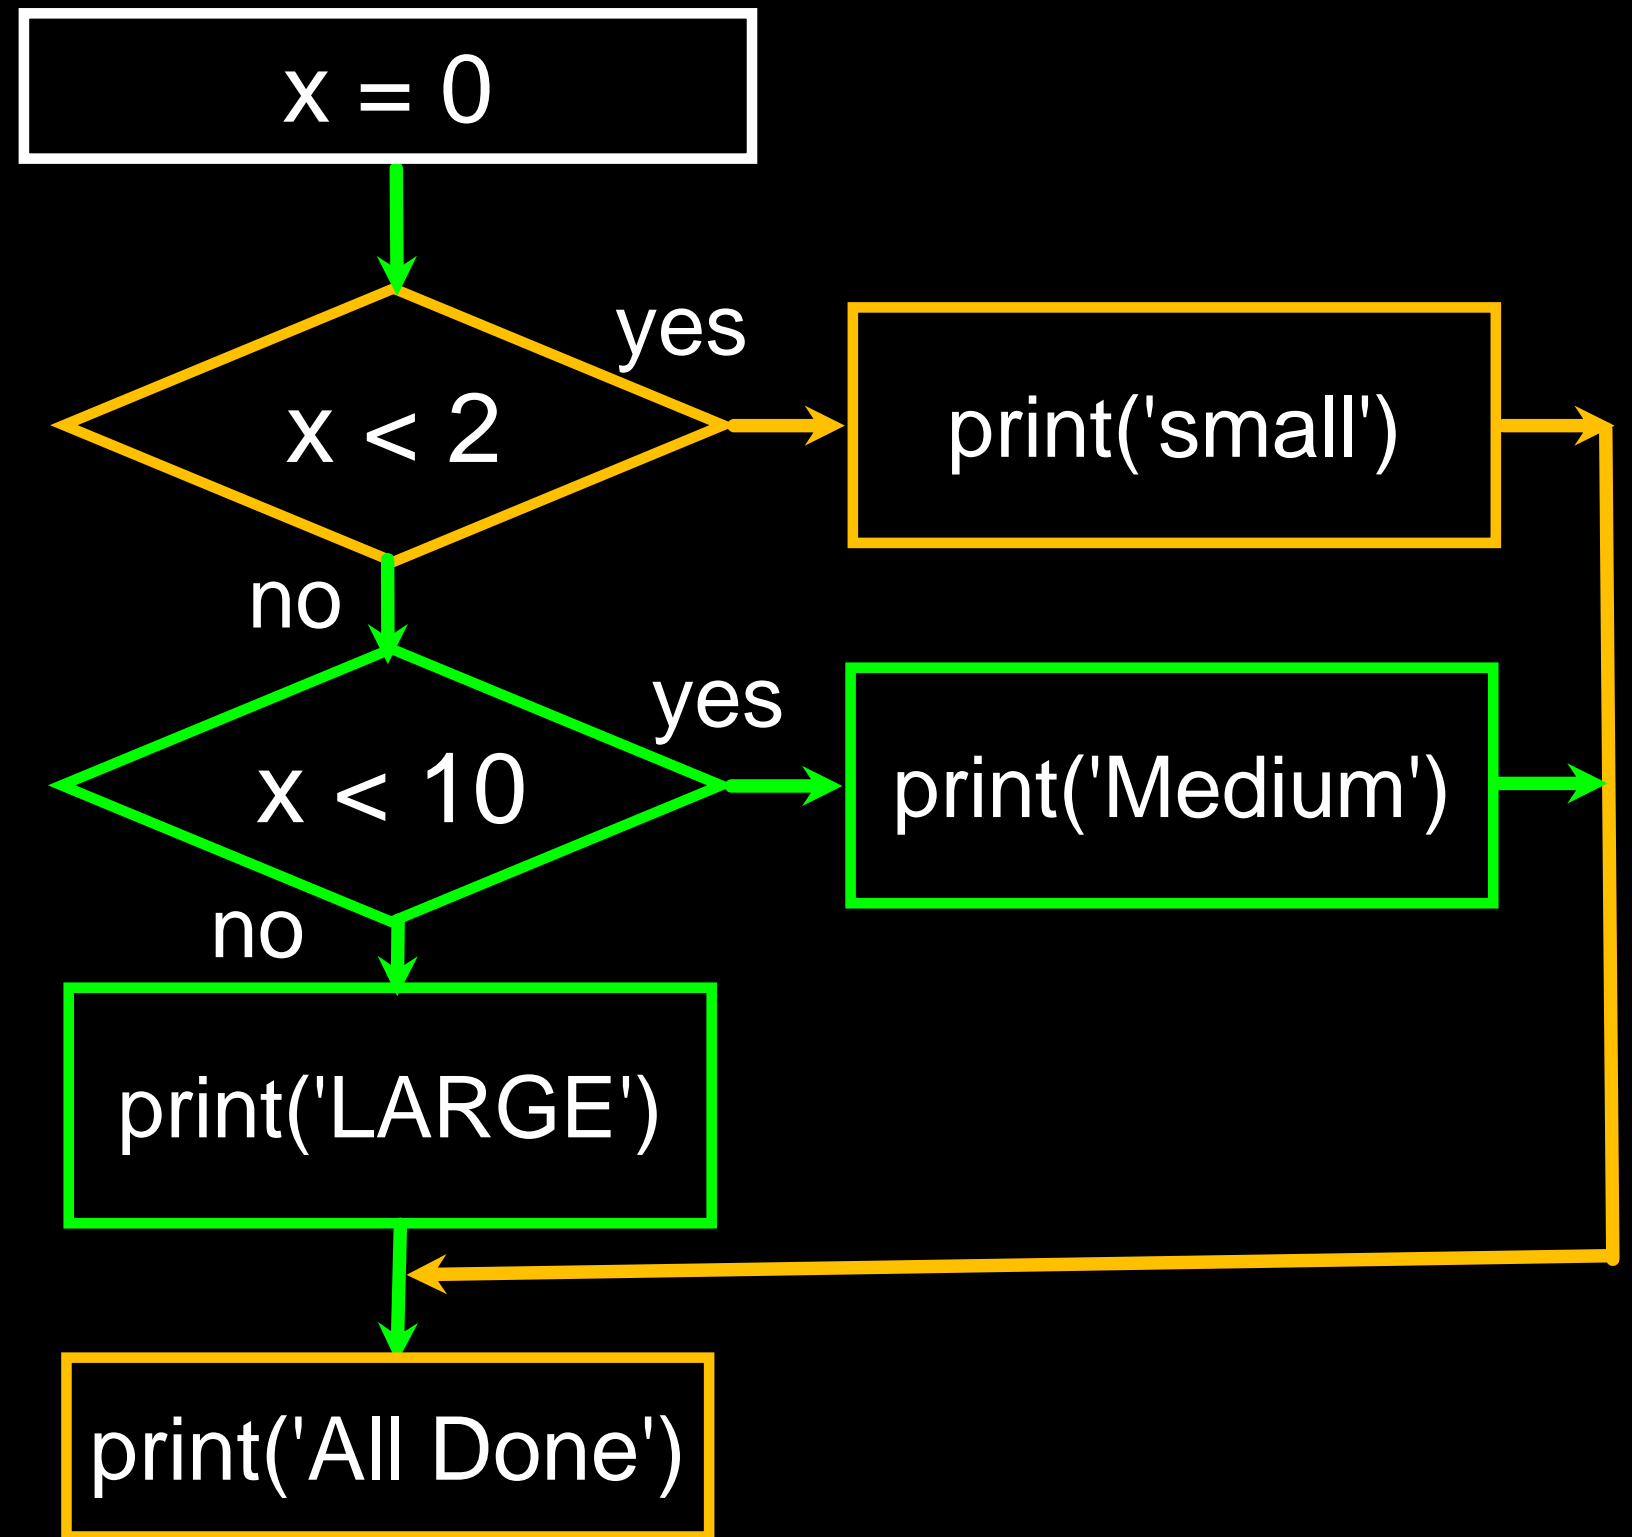 x = 0
yes
x < 2
print('small')
no
yes
x < 10
print('Medium')
no
print('LARGE')
print('All Done')